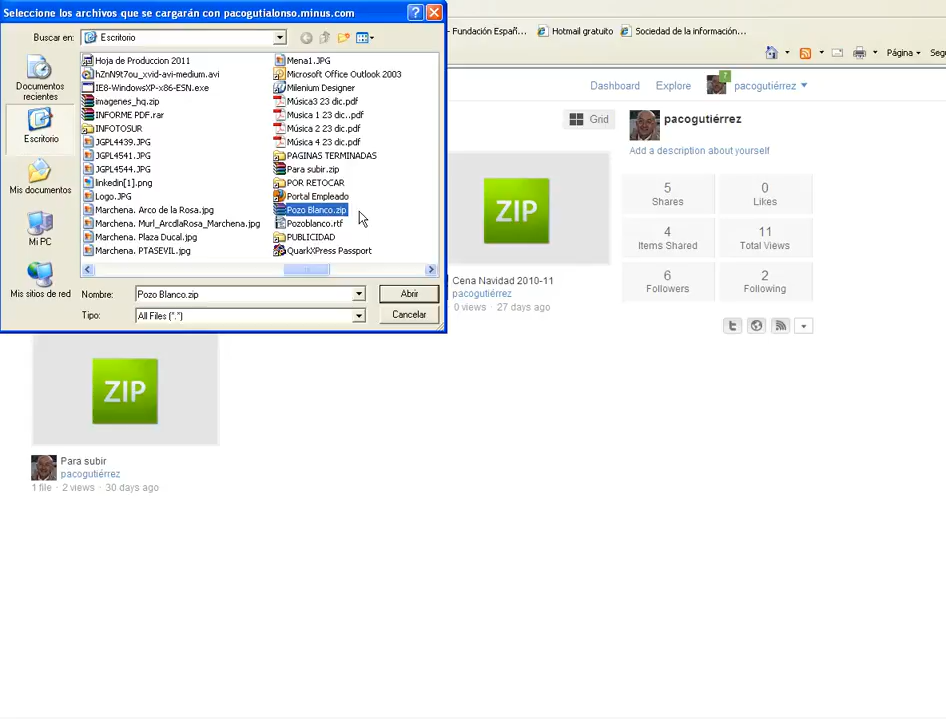 Seleccione los archivos que se cargarán con pacogutialonso.minus.com
Buscar en: Escritorio
Documentos recientes
Escritorio
Mis documentos
Mi PC
Mis sitios de red
Hoja de Produccion 2011
hZnN9t7ou_xvid-avi-medium.avi
IE8-WindowsXP-x86-ESN.exe
imagenes_hq.zip
INFORME PDF.rar
INFOTOSUR
JGPL4439.JPG
JGPL4541.JPG
JGPL4544.JPG
linkedin[1].png
Logo.JPG
Marchena. Arco de la Rosa.jpg
Marchena. Murl_ArcdlaRosa_Marchena.jpg
Marchena. Plaza Ducal.jpg
Marchena. PTASEVIL.jpg
Mena1.JPG
Microsoft Office Outlook 2003
Milenium Designer
Música3 23 dic.pdf
Musica 1 23 dic..pdf
Música 2 23 dic.pdf
Música 4 23 dic.pdf
PAGINAS TERMINADAS
Para subir.zip
POR RETOCAR
Portal Empleado
Pozo Blanco.zip
Pozoblanco.rtf
PUBLICIDAD
QuarkXPress Passport
Nombre: Pozo Blanco.zip Abrir
Tipo: All Files (*.*) Cancelar
Fundación Españ... Hotmail gratuito Sociedad de la información...
Página Seg
Dashboard Explore pacogutiérrez
Grid
pacogutiérrez
Add a description about yourself
5 Shares
0 Likes
4 Items Shared
11 Total Views
6 Followers
2 Following
ZIP
Cena Navidad 2010-11
pacogutiérrez
0 views · 27 days ago
ZIP
Para subir
pacogutiérrez
1 file · 2 views · 30 days ago